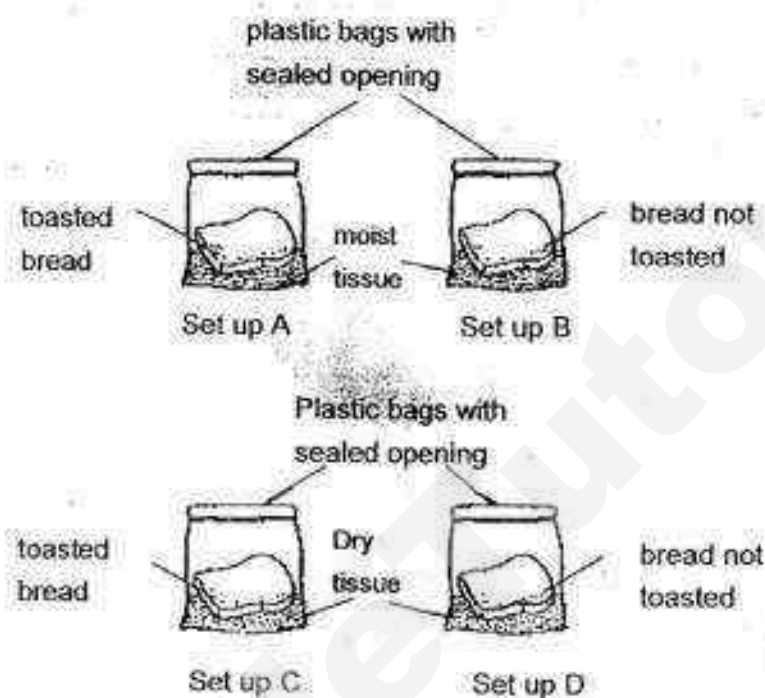 plastic bags with
sealed opening
toasted
bread
moist
tissue
bread not
toasted
Set up A
Set up B
Plastic bags with
sealed opening
toasted
bread
Dry
tissue
bread not
toasted
Set up C
Set up D